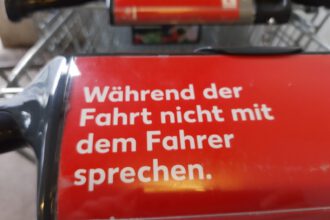 Während der
Fahrt nicht mit
dem Fahrer
sprechen.